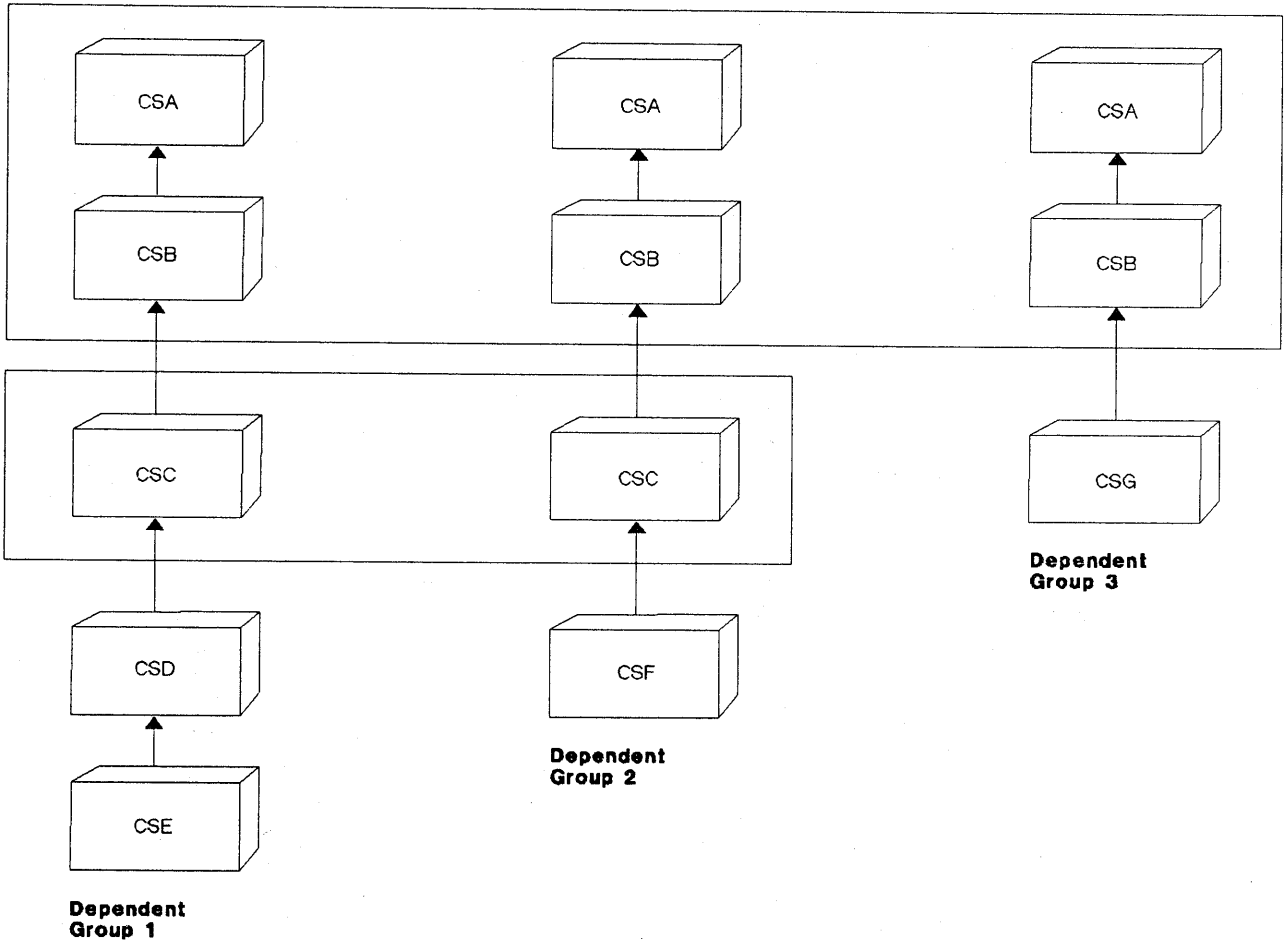 CSA
CSA
CSA
CSB
CSB
CSB
CSC
CSC
CSG
Dependent
Group 3
CSD
CSF
Dependent
Group 2
CSE
Dependent
Group 1